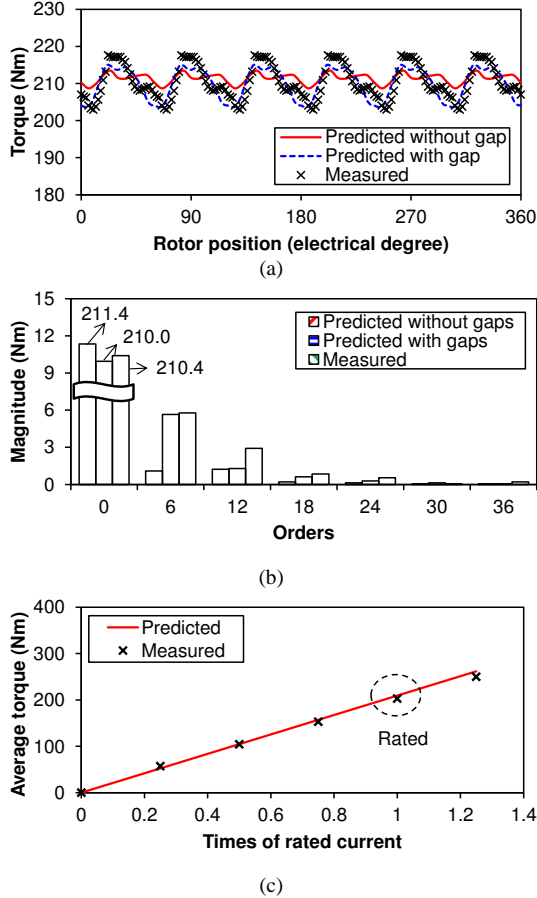 230
220
210
200
190
180
Torque (Nm)
Predicted without gap
Predicted with gap
Measured
0 90 180 270 360
Rotor position (electrical degree)
(a)
15
12
9
6
3
0
Magnitude (Nm)
211.4
210.0
210.4
Predicted without gaps
Predicted with gaps
Measured
0 6 12 18 24 30 36
Orders
(b)
400
300
200
100
0
Average torque (Nm)
Predicted
Measured
Rated
0 0.2 0.4 0.6 0.8 1 1.2 1.4
Times of rated current
(c)